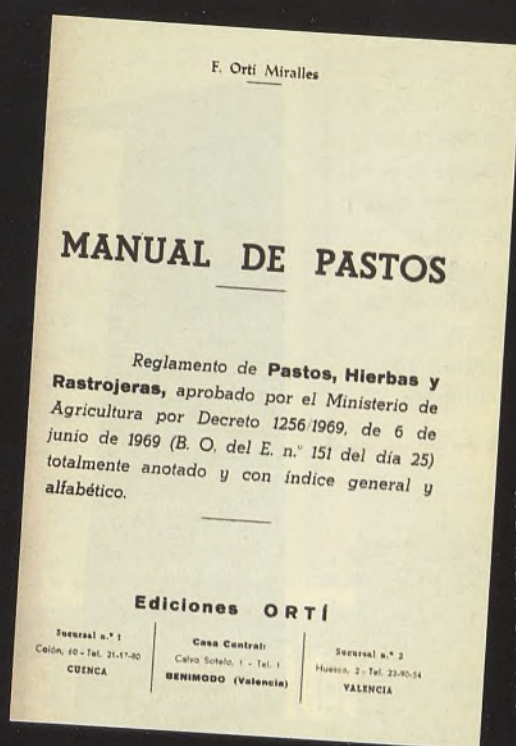 F. Ortí Miralles
MANUAL DE PASTOS
Reglamento de Pastos, Hierbas y
Rastrojeras, aprobado por el Ministerio de
Agricultura por Decreto 1256/1969, de 6 de
junio de 1969 (B. O. del E. n.º 151 del día 25)
totalmente anotado y con índice general y
alfabético.
Ediciones ORTÍ
Sucursal n.º 1
Colón, 60 - Tel. 21-17-80
CUENCA
Casa Central:
Calvo Sotelo, 1 - Tel. 1
BENIMODO (Valencia)
Sucursal n.º 2
Huesca, 2 - Tel. 22-90-54
VALENCIA